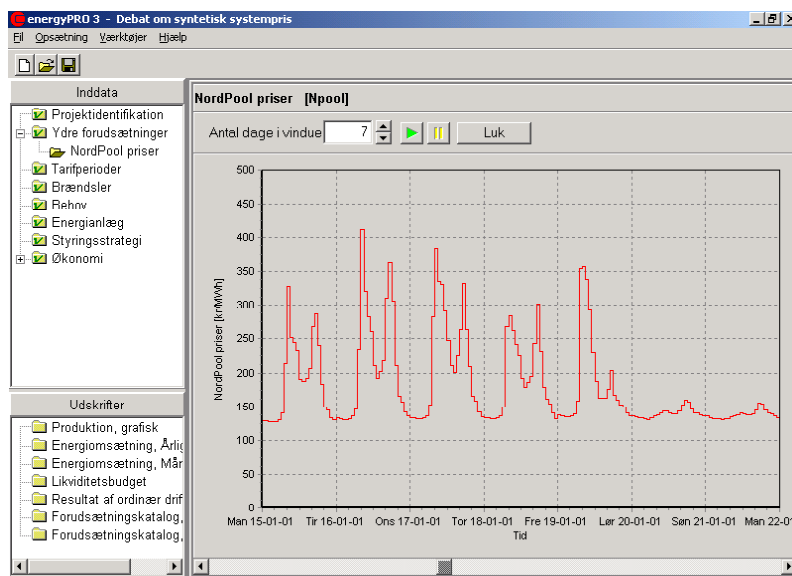 energyPRO 3 - Debat om syntetisk systempris
Fil Opsætning Værktøjer Hjælp
Inddata
Projektidentifikation
Ydre forudsætninger
NordPool priser
Tarifperioder
Brændsler
Behov
Energianlæg
Styringsstrategi
Økonomi
Udskrifter
Produktion, grafisk
Energiomsætning, Årlig
Energiomsætning, Mår
Likviditetsbudget
Resultat af ordinær drif
Forudsætningskatalog,
Forudsætningskatalog,
NordPool priser [Npool]
Antal dage i vindue 7 Luk
500
450
400
350
300
250
200
150
100
50
0
NordPool priser [kr/MWh]
Man 15-01-01 Tir 16-01-01 Ons 17-01-01 Tor 18-01-01 Fre 19-01-01 Lør 20-01-01 Søn 21-01-01 Man 22-0
Tid